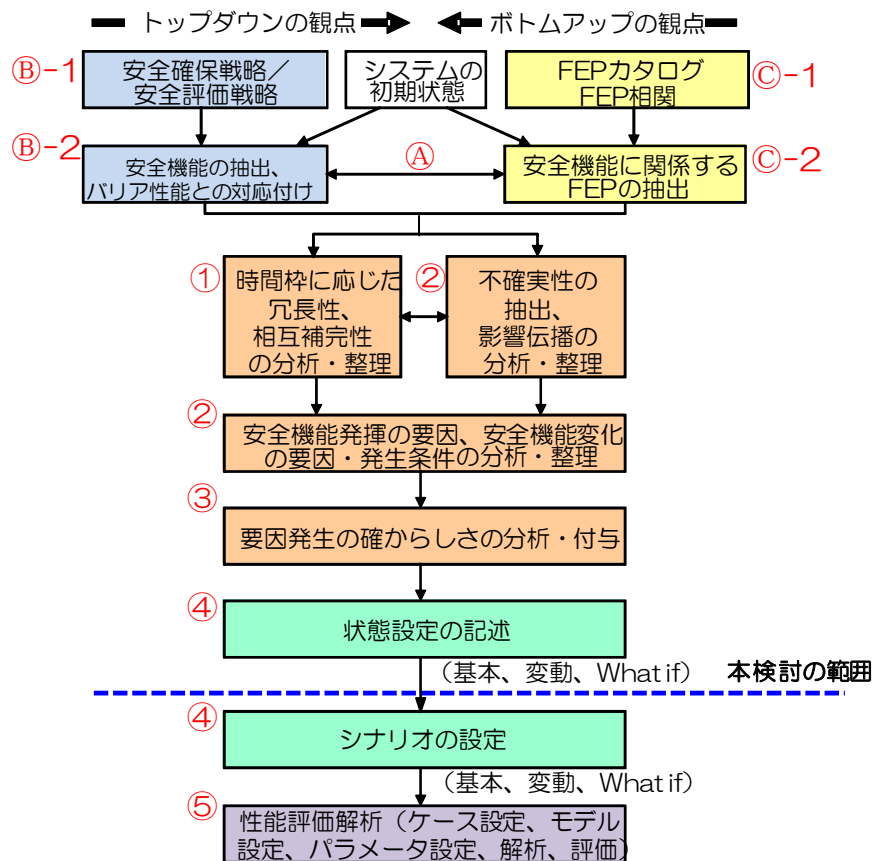 トップダウンの観点
ボトムアップの観点
Ⓑ-1
安全確保戦略／
安全評価戦略
システムの
初期状態
FEPカタログ
FEP相関
Ⓒ-1
Ⓑ-2
安全機能の抽出、
バリア性能との対応付け
Ⓐ
安全機能に関係する
FEPの抽出
Ⓒ-2
①
時間枠に応じた
冗長性、
相互補完性
の分析・整理
②
不確実性の
抽出、
影響伝播の
分析・整理
②
安全機能発揮の要因、安全機能変化
の要因・発生条件の分析・整理
③
要因発生の確からしさの分析・付与
④
状態設定の記述
（基本、変動、What if）
本検討の範囲
④
シナリオの設定
（基本、変動、What if）
⑤
性能評価解析（ケース設定、モデル
設定、パラメータ設定、解析、評価）